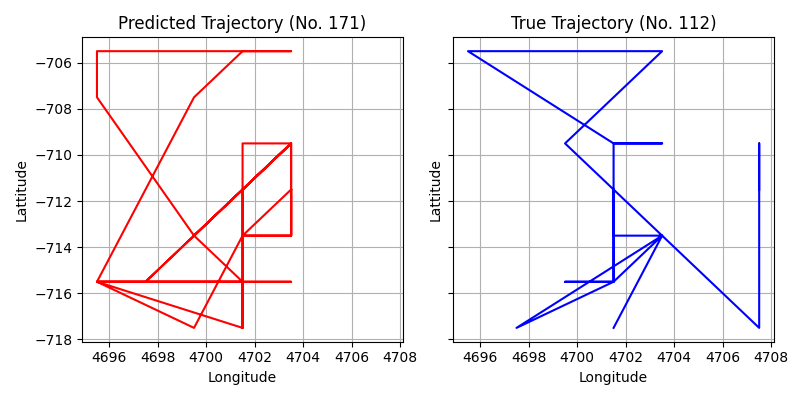 Predicted Trajectory (No. 171)
True Trajectory (No. 112)
−706
−708
−710
−712
−714
−716
−718
Lattitude
Lattitude
4696 4698 4700 4702 4704 4706 4708
4696 4698 4700 4702 4704 4706 4708
Longitude
Longitude